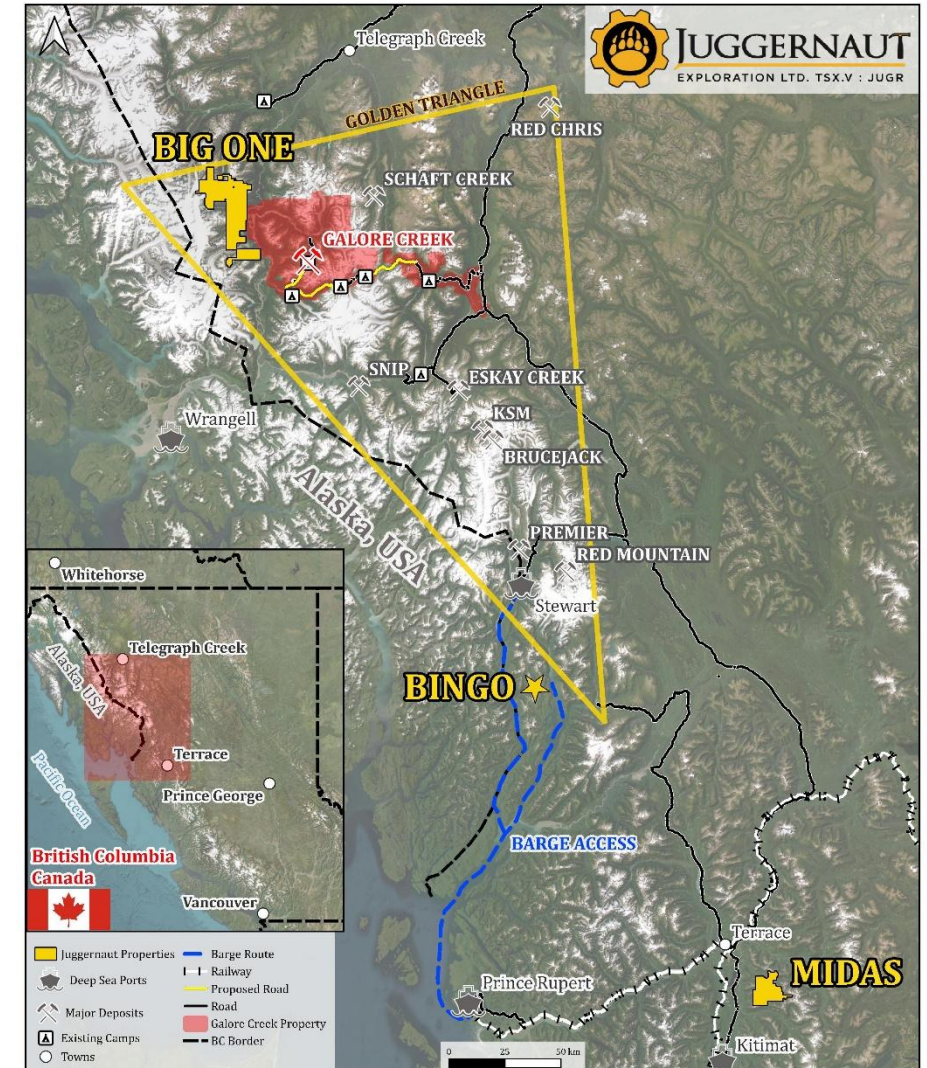 JUGGERNAUT
EXPLORATION LTD. TSX.V : JUGR
Telegraph Creek
GOLDEN TRIANGLE
RED CHRIS
BIG ONE
SCHAFT CREEK
GALORE CREEK
SNIP
ESKAY CREEK
Wrangell
KSM
BRUCEJACK
Alaska, USA
PREMIER
RED MOUNTAIN
Stewart
BINGO
BARGE ACCESS
Terrace
MIDAS
Prince Rupert
Kitimat
Whitehorse
Telegraph Creek
Alaska, USA
Terrace
Pacific Ocean
Prince George
British Columbia
Canada
Vancouver
Juggernaut Properties
Deep Sea Ports
Major Deposits
Existing Camps
Towns
Barge Route
Railway
Proposed Road
Road
Galore Creek Property
BC Border
0 25 50 km